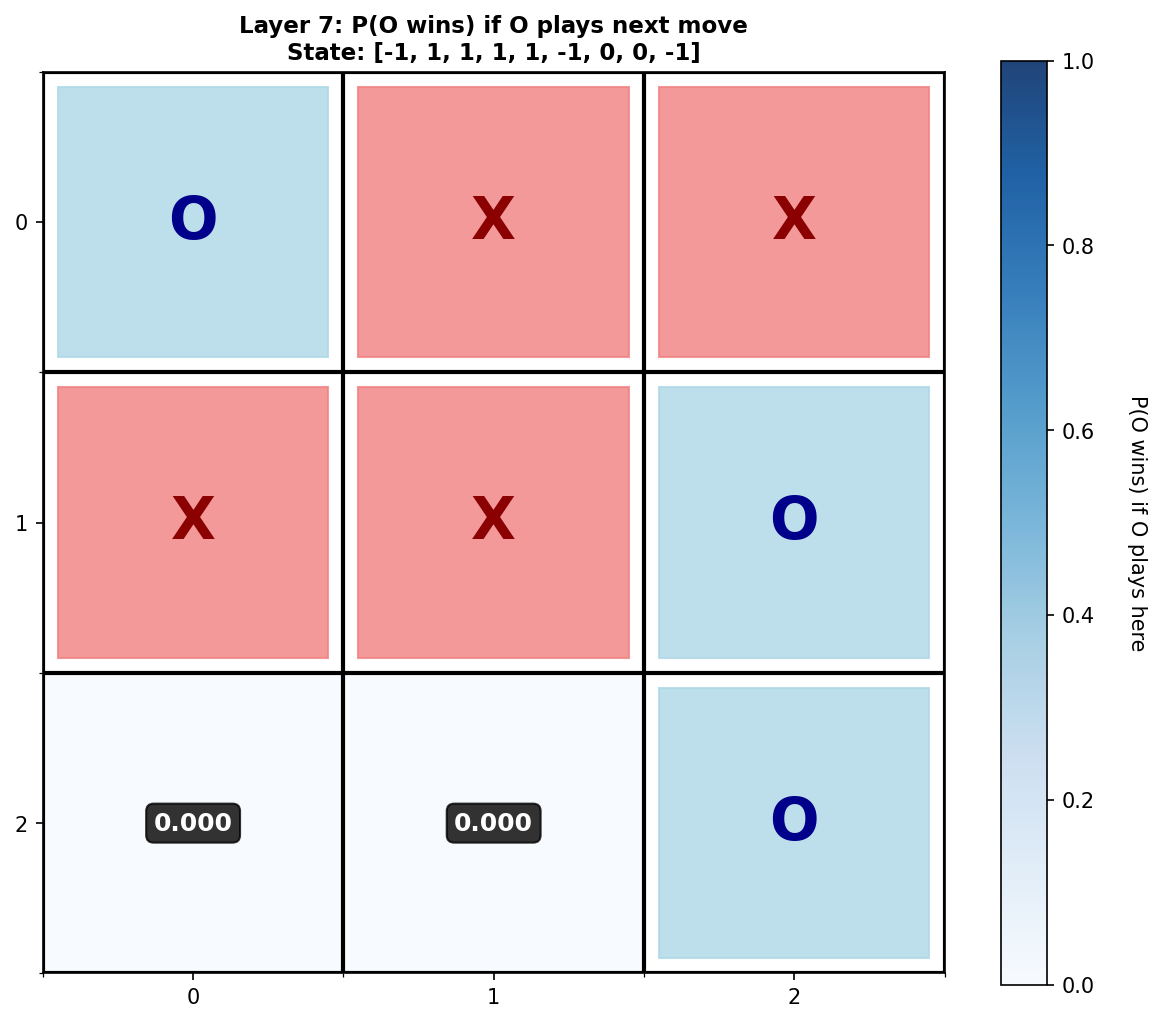 Layer 7: P(O wins) if O plays next move
State: [-1, 1, 1, 1, 1, -1, 0, 0, -1]
0
O
X
X
1
X
X
O
2
0.000
0.000
O
0
1
2
1.0
0.8
0.6
0.4
0.2
0.0
P(O wins) if O plays here